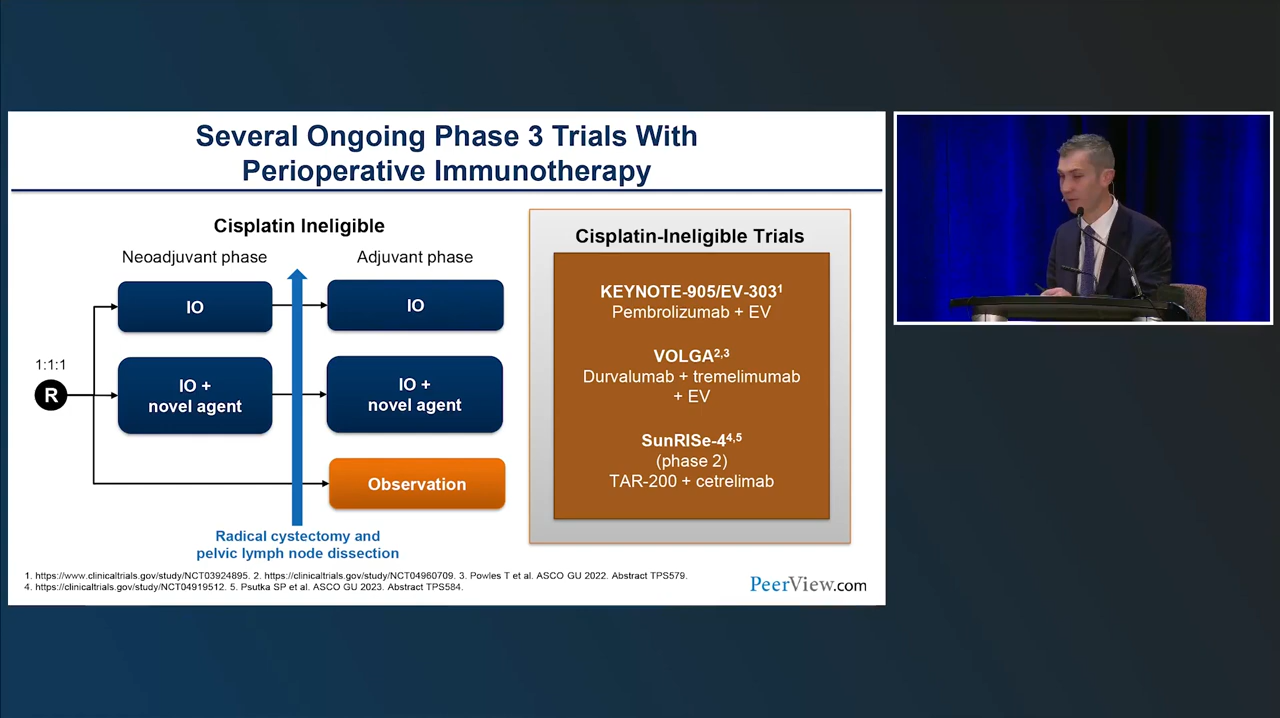 Several Ongoing Phase 3 Trials With
Perioperative Immunotherapy
Cisplatin Ineligible
Neoadjuvant phase
Adjuvant phase
IO
IO
1:1:1
R
IO +
novel agent
IO +
novel agent
Observation
Radical cystectomy and
pelvic lymph node dissection
Cisplatin-Ineligible Trials
KEYNOTE-905/EV-303¹
Pembrolizumab + EV
VOLGA²,³
Durvalumab + tremelimumab
+ EV
SunRISe-4⁴,⁵
(phase 2)
TAR-200 + cetrelimab
1. https://www.clinicaltrials.gov/study/NCT03924895. 2. https://clinicaltrials.gov/study/NCT04960709. 3. Powles T et al. ASCO GU 2022. Abstract TPS579.
4. https://clinicaltrials.gov/study/NCT04919512. 5. Psutka SP et al. ASCO GU 2023. Abstract TPS584.
PeerView.com